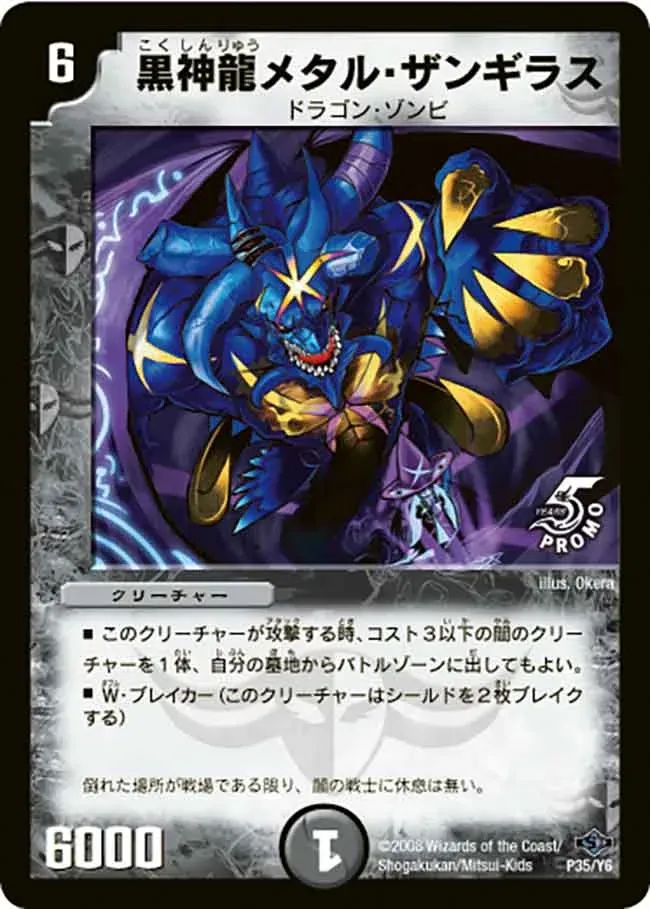 6
こくしんりゅう
黒神龍メタル・ザンギラス
ドラゴン・ゾンビ
5
YEARS
PROMO
illus. Okera
クリーチャー
■ このクリーチャーが攻撃する時、コスト3以下の闇のクリー
チャーを1体、自分の墓地からバトルゾーンに出してもよい。
■ W・ブレイカー(このクリーチャーはシールドを2枚ブレイク
する)
倒れた場所が戦場である限り、闇の戦士に休息は無い。
6000
1
©2008 Wizards of the Coast/
Shogakukan/Mitsui-Kids
P35/Y6